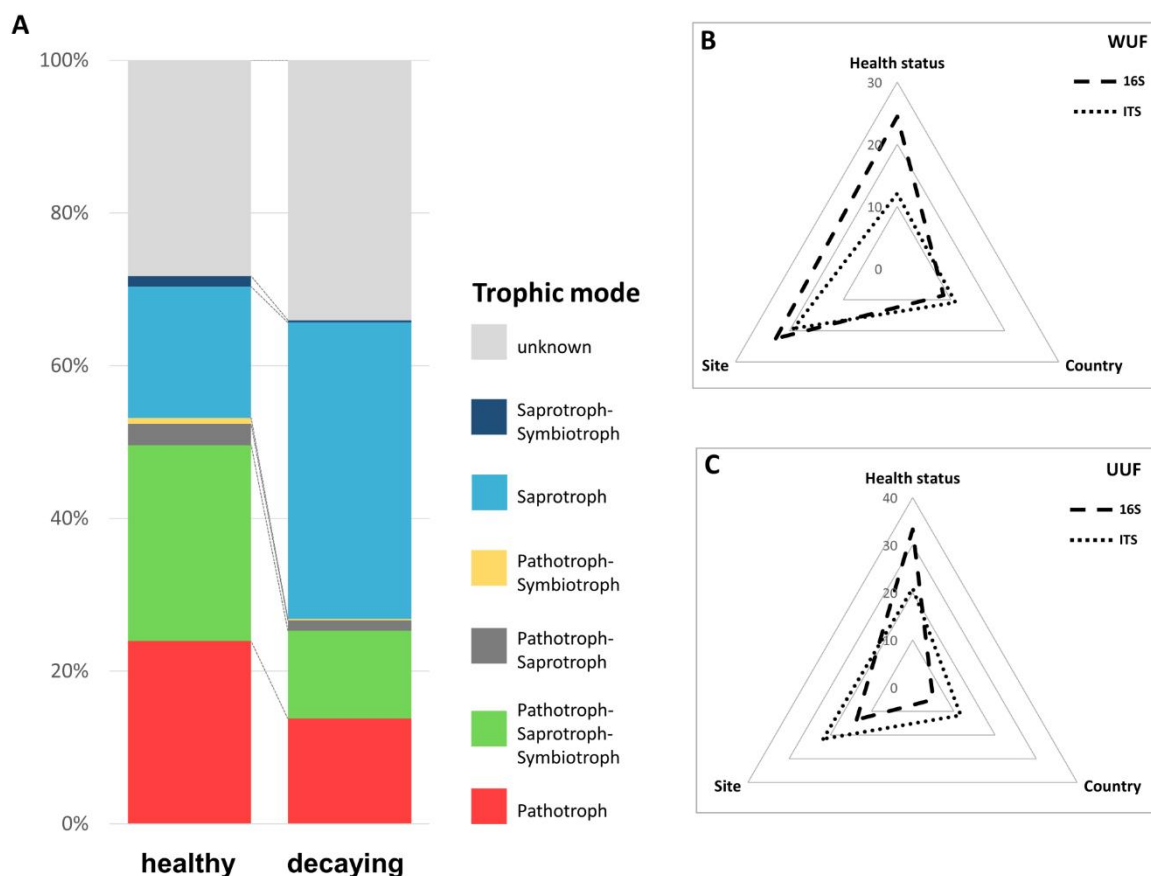 A
100%
80%
60%
40%
20%
0%
healthy
decaying
Trophic mode
unknown
Saprotroph-
Symbiotroph
Saprotroph
Pathotroph-
Symbiotroph
Pathotroph-
Saprotroph
Pathotroph-
Saprotroph-
Symbiotroph
Pathotroph
B
WUF
Health status
30
20
10
0
16S
ITS
Site
Country
C
UUF
Health status
40
30
20
10
0
16S
ITS
Site
Country